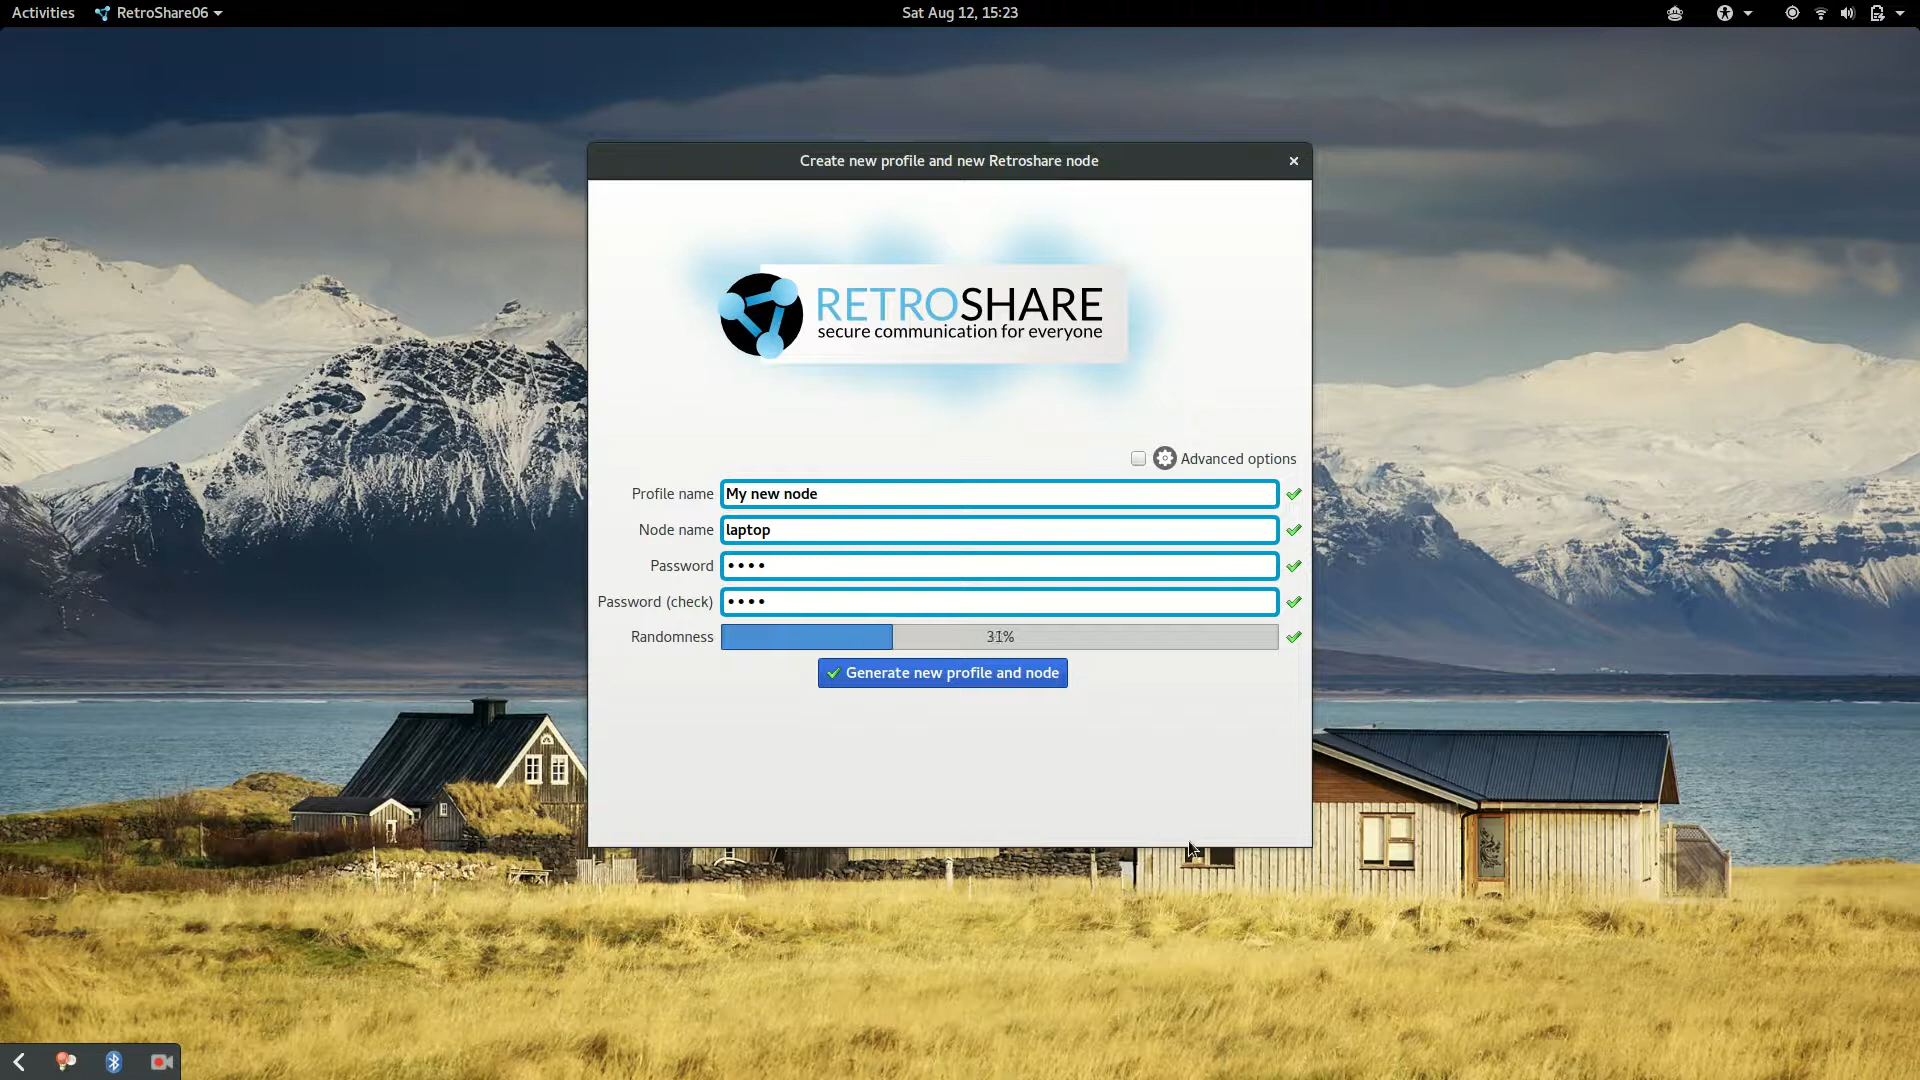 Activities RetroShare06 Sat Aug 12, 15:23
Create new profile and new Retroshare node
RETROSHARE
secure communication for everyone
Advanced options
Profile name My new node
Node name laptop
Password ••••
Password (check) ••••
Randomness 31%
Generate new profile and node